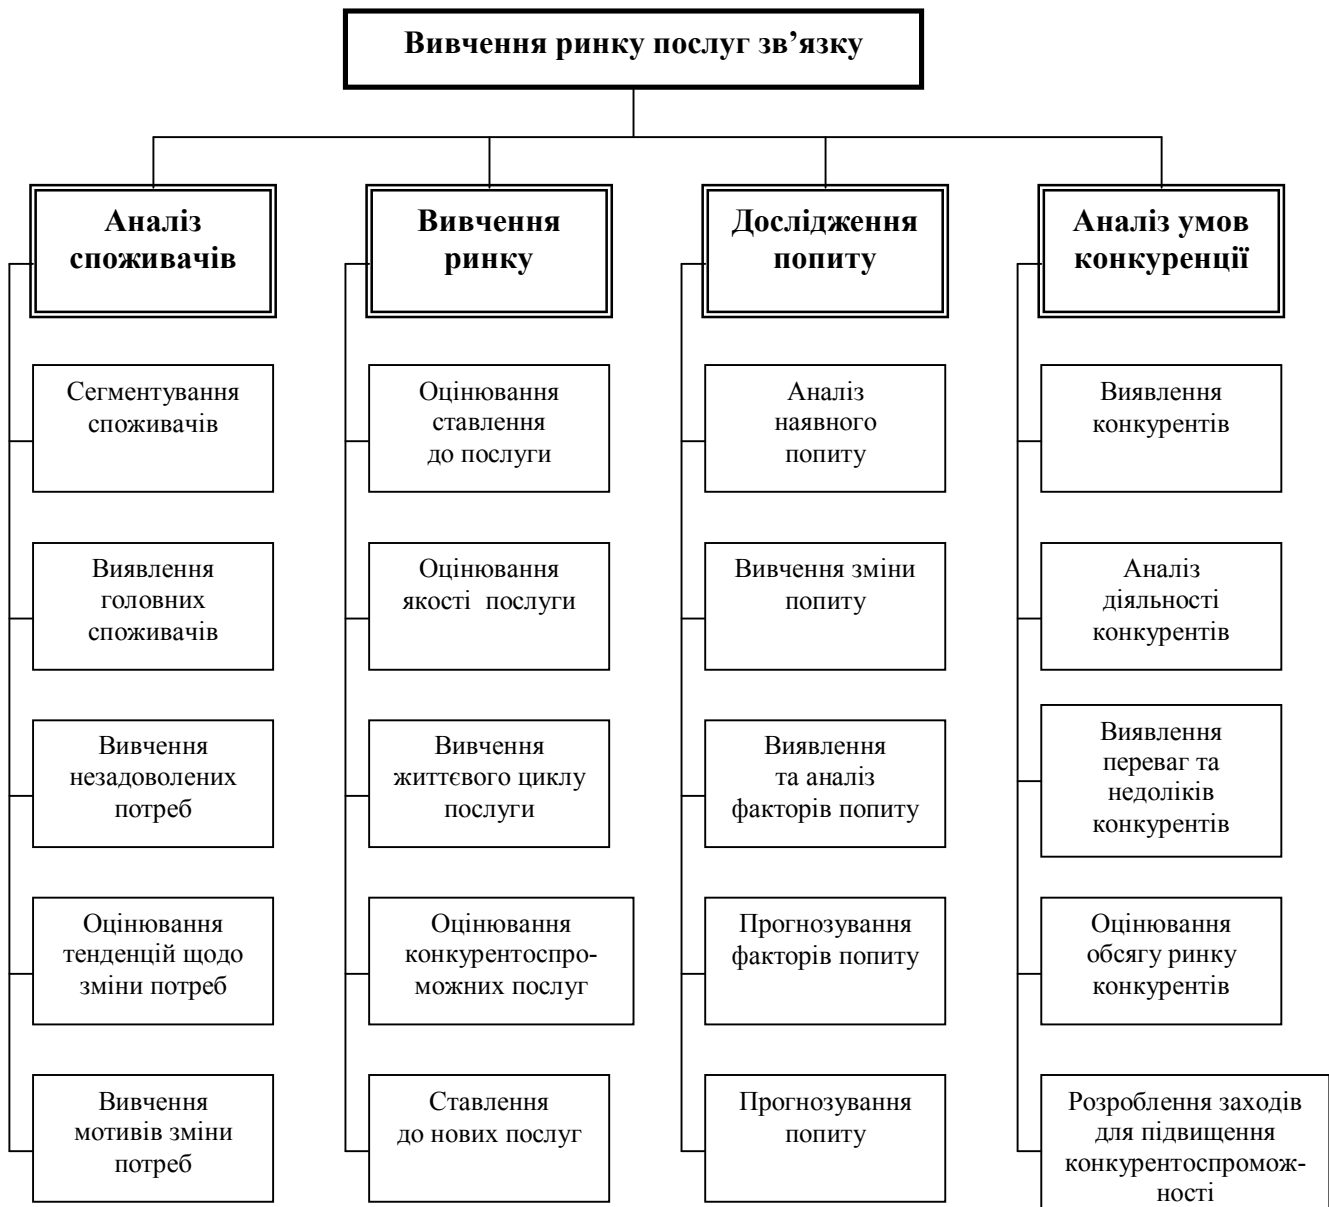 Вивчення ринку послуг зв’язку
Аналіз
споживачів
Сегментування
споживачів
Виявлення
головних
споживачів
Вивчення
незадоволених
потреб
Оцінювання
тенденцій щодо
зміни потреб
Вивчення
мотивів зміни
потреб
Вивчення
ринку
Оцінювання
ставлення
до послуги
Оцінювання
якості послуги
Вивчення
життєвого циклу
послуги
Оцінювання
конкурентоспро-
можних послуг
Ставлення
до нових послуг
Дослідження
попиту
Аналіз
наявного
попиту
Вивчення зміни
попиту
Виявлення
та аналіз
факторів попиту
Прогнозування
факторів попиту
Прогнозування
попиту
Аналіз умов
конкуренції
Виявлення
конкурентів
Аналіз
діяльності
конкурентів
Виявлення
переваг та
недоліків
конкурентів
Оцінювання
обсягу ринку
конкурентів
Розроблення заходів
для підвищення
конкурентоспромож-
ності